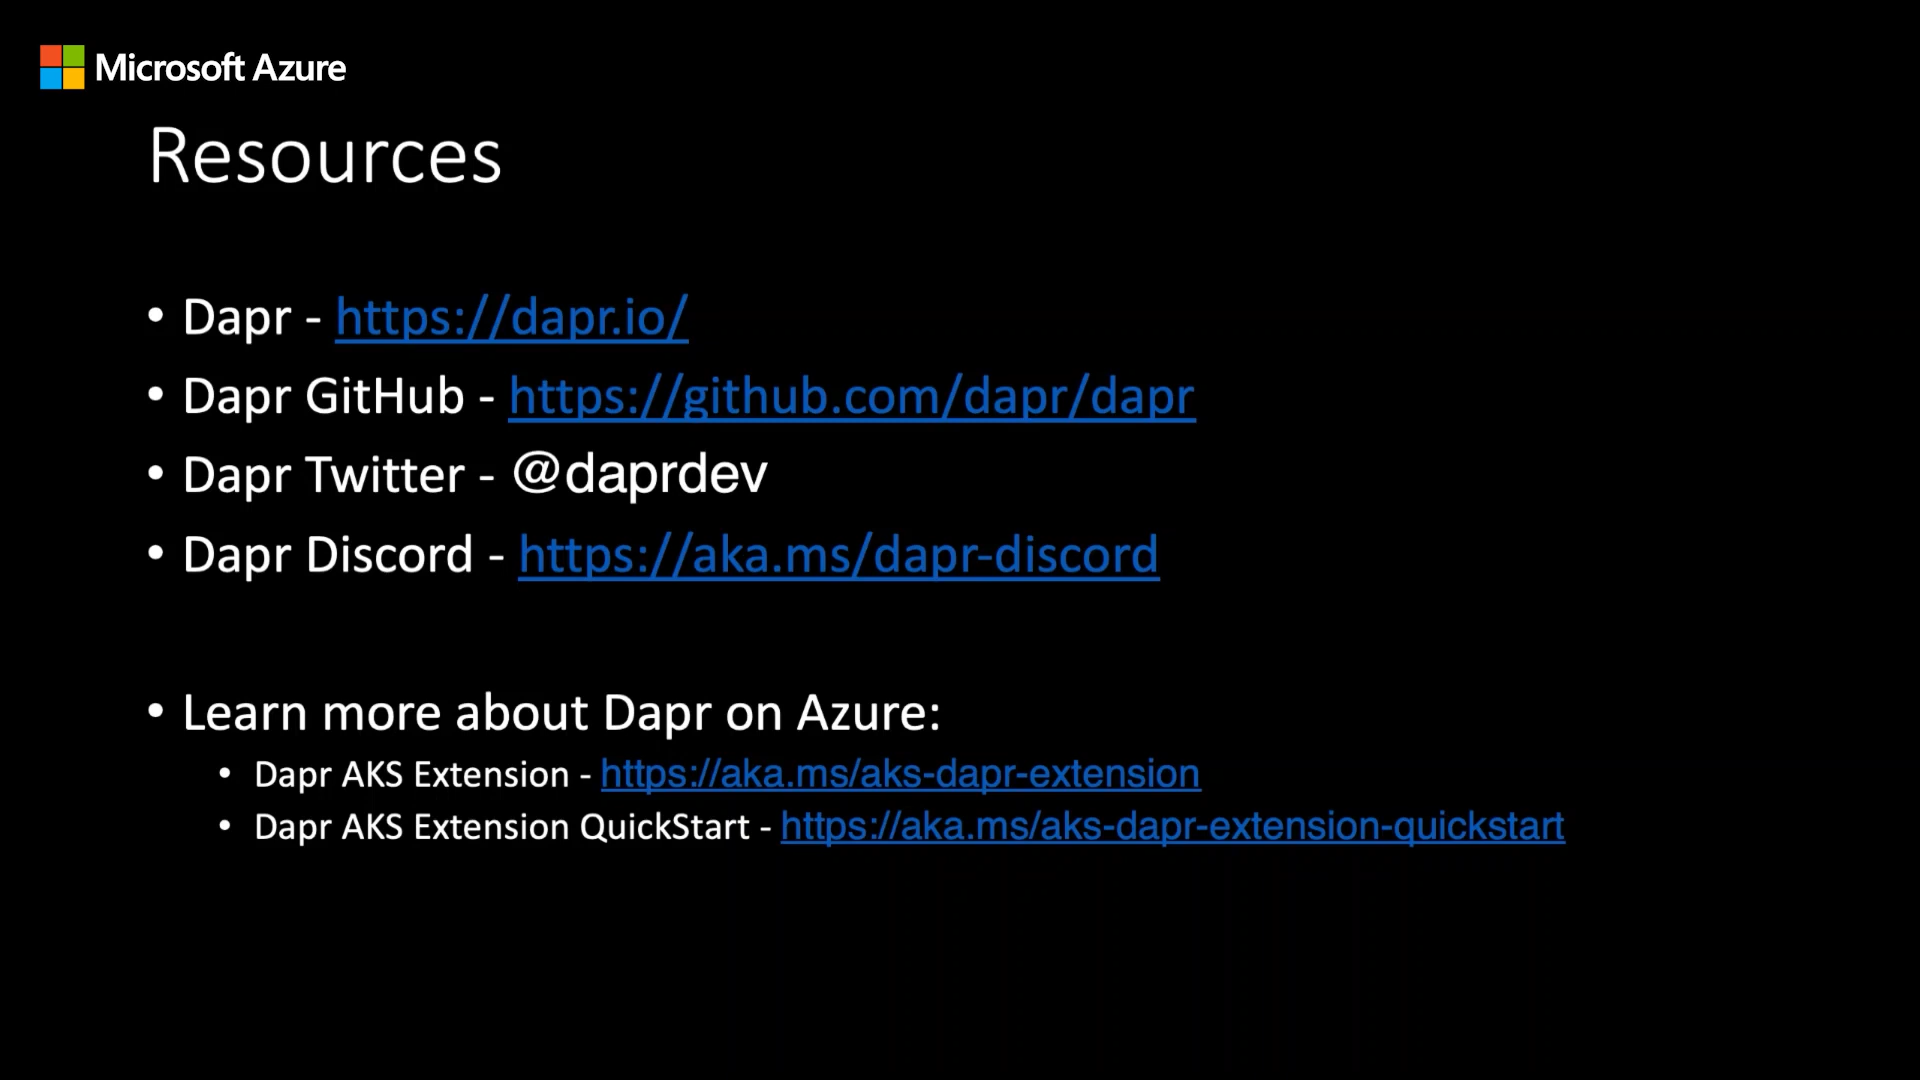 Microsoft Azure
Resources
• Dapr - https://dapr.io/
• Dapr GitHub - https://github.com/dapr/dapr
• Dapr Twitter - @daprdev
• Dapr Discord - https://aka.ms/dapr-discord
• Learn more about Dapr on Azure:
• Dapr AKS Extension - https://aka.ms/aks-dapr-extension
• Dapr AKS Extension QuickStart - https://aka.ms/aks-dapr-extension-quickstart